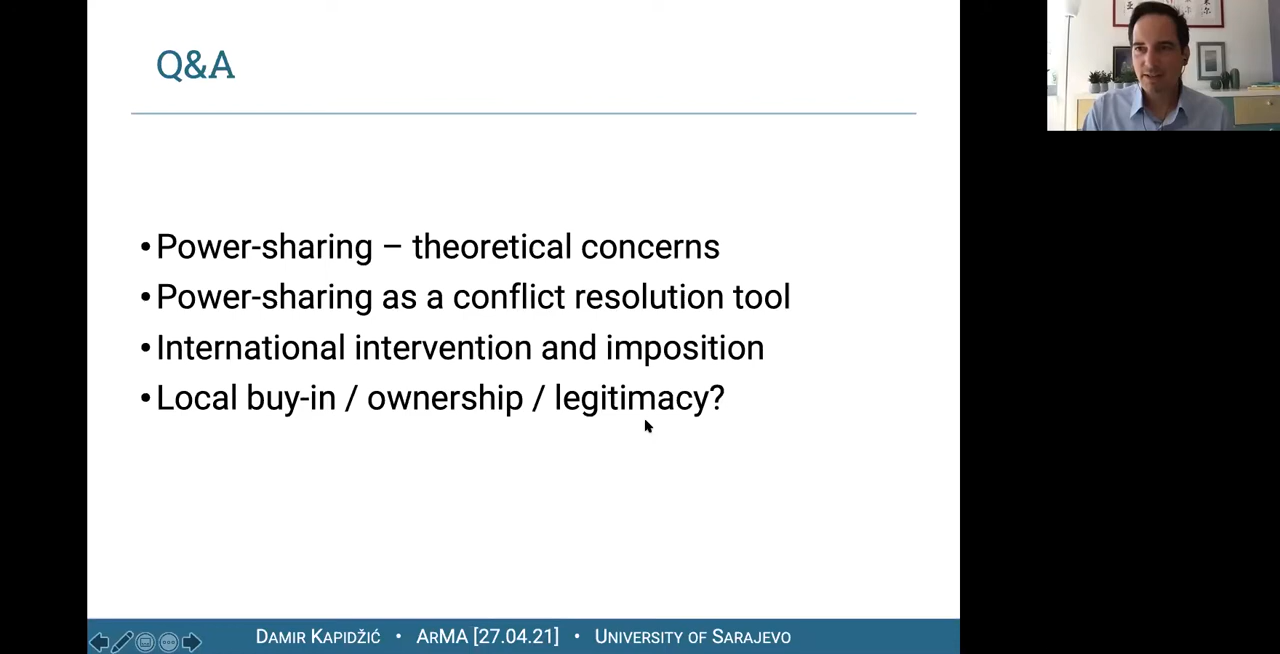 Q&A
•Power-sharing – theoretical concerns
•Power-sharing as a conflict resolution tool
•International intervention and imposition
•Local buy-in / ownership / legitimacy?
DAMIR KAPIDŽIĆ • ARMA [27.04.21] • UNIVERSITY OF SARAJEVO